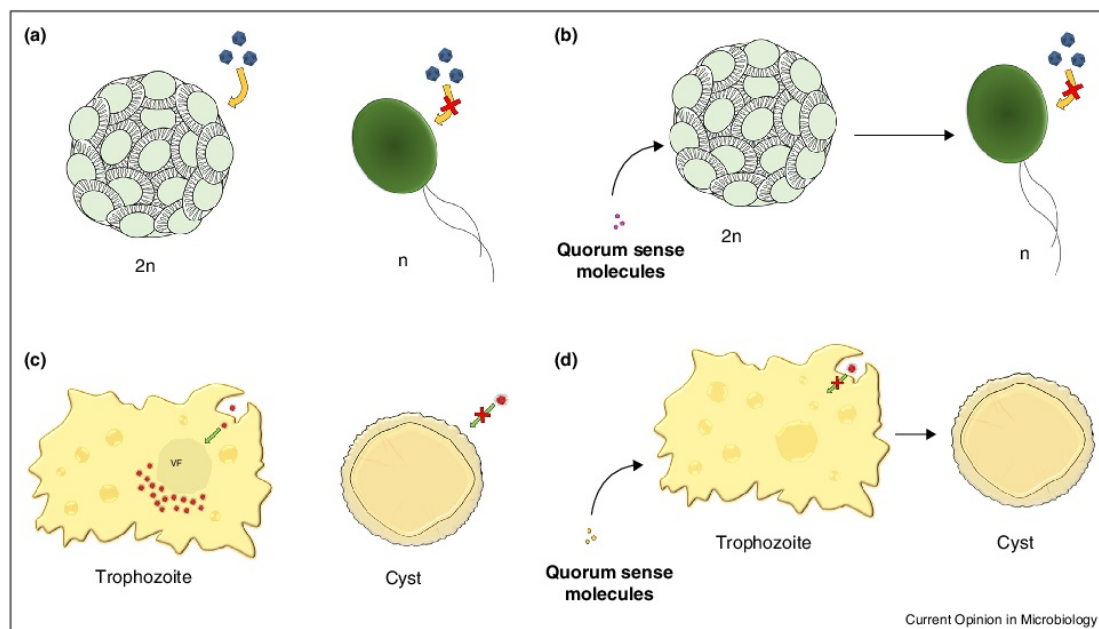 (a)
2n
n
(b)
Quorum sense
molecules
2n
n
(c)
VF
Trophozoite
Cyst
(d)
Quorum sense
molecules
Trophozoite
Cyst
Current Opinion in Microbiology